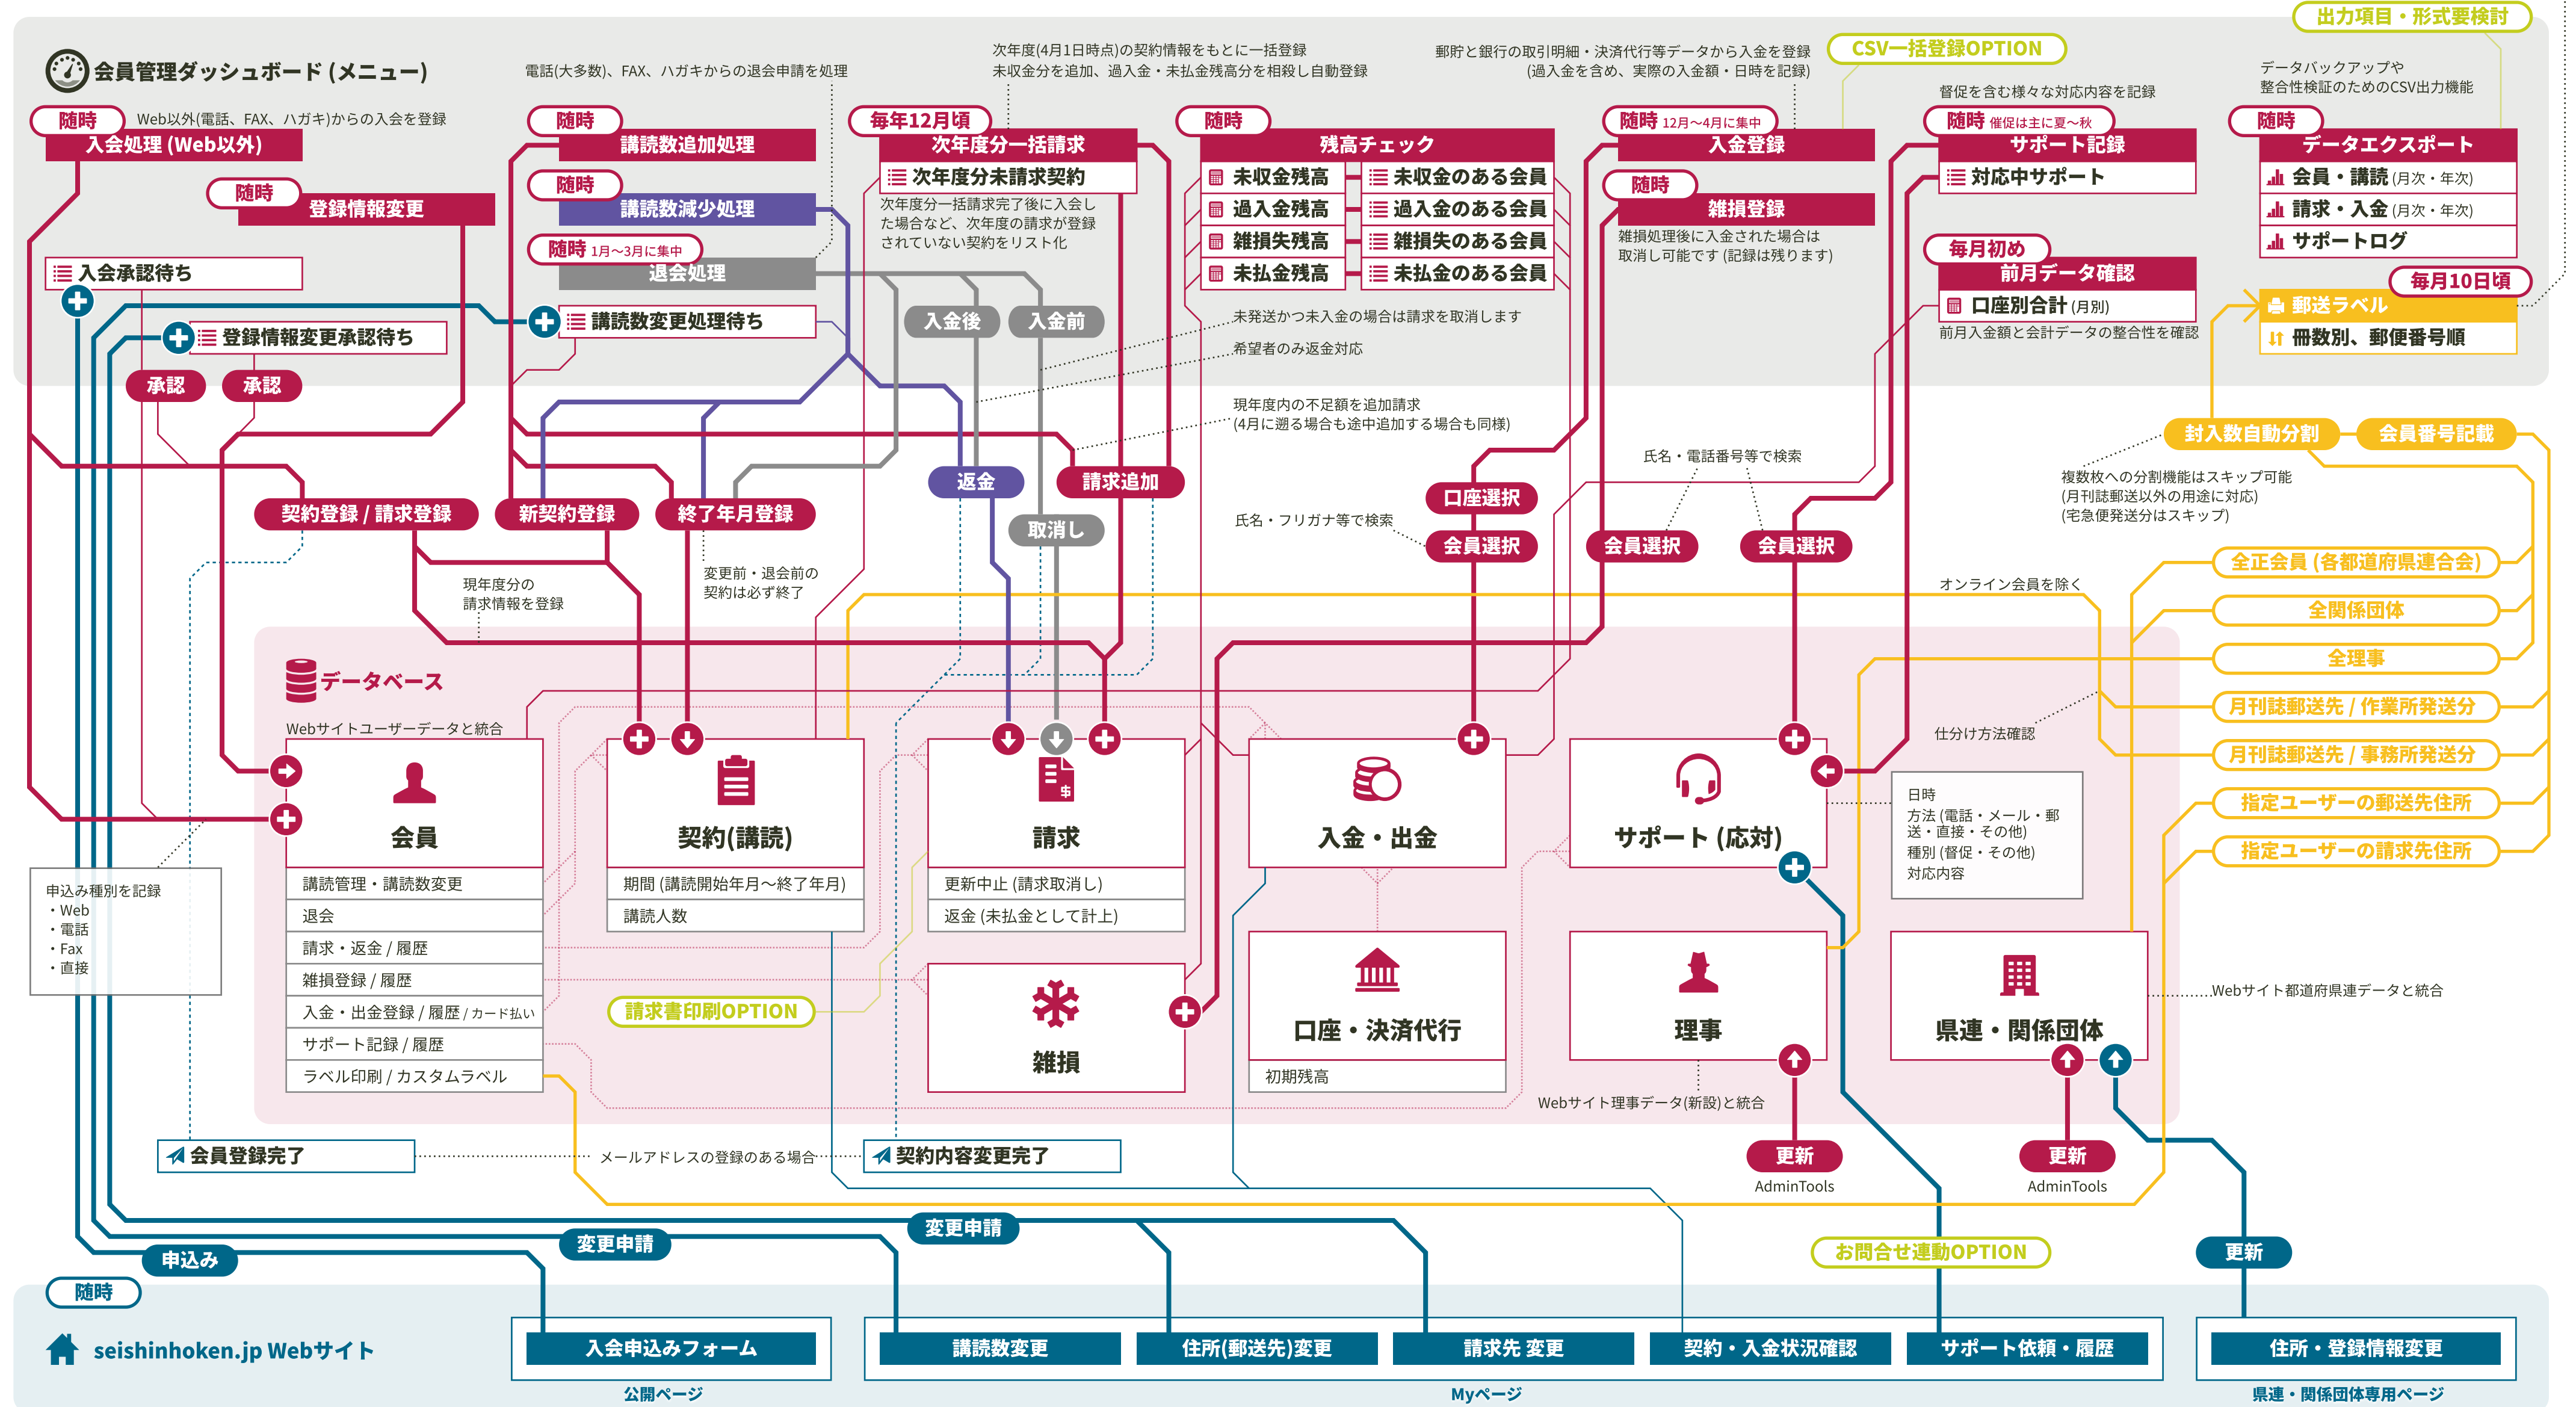 出力項目・形式要検討
会員管理ダッシュボード (メニュー)
電話(大多数)、FAX、ハガキからの退会申請を処理
次年度(4月1日時点)の契約情報をもとに一括登録
未収金分を追加、過入金・未払金残高分を相殺し自動登録
郵貯と銀行の取引明細・決済代行等データから入金を登録
(過入金を含め、実際の入金額・日時を記録)
CSV一括登録OPTION
督促を含む様々な対応内容を記録
データバックアップや
整合性検証のためのCSV出力機能
随時
Web以外(電話、FAX、ハガキ)からの入会を登録
入会処理 (Web以外)
随時
登録情報変更
入会承認待ち
登録情報変更承認待ち
承認
承認
随時
講読数追加処理
随時
講読数減少処理
随時 1月〜3月に集中
退会処理
講読数変更処理待ち
毎年12月頃
次年度分一括請求
次年度分未請求契約
次年度分一括請求完了後に入会し
た場合など、次年度の請求が登録
されていない契約をリスト化
入金後
入金前
随時
残高チェック
未収金残高
未収金のある会員
過入金残高
過入金のある会員
雑損失残高
雑損失のある会員
未払金残高
未払金のある会員
未発送かつ未入金の場合は請求を取消します
希望者のみ返金対応
現年度内の不足額を追加請求
(4月に遡る場合も途中追加する場合も同様)
随時 12月〜4月に集中
入金登録
随時
雑損登録
雑損処理後に入金された場合は
取消し可能です (記録は残ります)
随時 催促は主に夏〜秋
サポート記録
対応中サポート
毎月初め
前月データ確認
口座別合計 (月別)
前月入金額と会計データの整合性を確認
随時
データエクスポート
会員・購読 (月次・年次)
請求・入金 (月次・年次)
サポートログ
毎月10日頃
郵送ラベル
冊数別、郵便番号順
封入数自動分割
会員番号記載
複数枚への分割機能はスキップ可能
(月刊誌郵送以外の用途に対応)
(宅急便発送分はスキップ)
氏名・電話番号等で検索
返金
請求追加
口座選択
契約登録 / 請求登録
新契約登録
終了年月登録
取消し
氏名・フリガナ等で検索
会員選択
会員選択
会員選択
現年度分の
請求情報を登録
変更前・退会前の
契約は必ず終了
オンライン会員を除く
全正会員 (各都道府県連合会)
全関係団体
全理事
月刊誌郵送先 / 作業所発送分
月刊誌郵送先 / 事務所発送分
指定ユーザーの郵送先住所
指定ユーザーの請求先住所
仕分け方法確認
データベース
Webサイトユーザーデータと統合
会員
講読管理・講読数変更
退会
請求・返金 / 履歴
雑損登録 / 履歴
入金・出金登録 / 履歴 / カード払い
サポート記録 / 履歴
ラベル印刷 / カスタムラベル
契約(講読)
期間 (講読開始年月〜終了年月)
講読人数
請求書印刷OPTION
請求
更新中止 (請求取消し)
返金 (未払金として計上)
雑損
入金・出金
口座・決済代行
初期残高
サポート (応対)
日時
方法 (電話・メール・郵
送・直接・その他)
種別 (督促・その他)
対応内容
理事
Webサイト理事データ(新設)と統合
県連・関係団体
Webサイト都道府県連データと統合
申込み種別を記録
・Web
・電話
・Fax
・直接
会員登録完了
メールアドレスの登録のある場合
契約内容変更完了
更新
AdminTools
更新
AdminTools
申込み
変更申請
変更申請
お問合せ連動OPTION
更新
随時
seishinhoken.jp Webサイト
入会申込みフォーム
公開ページ
講読数変更
住所(郵送先)変更
請求先 変更
契約・入金状況確認
サポート依頼・履歴
Myページ
住所・登録情報変更
県連・関係団体専用ページ